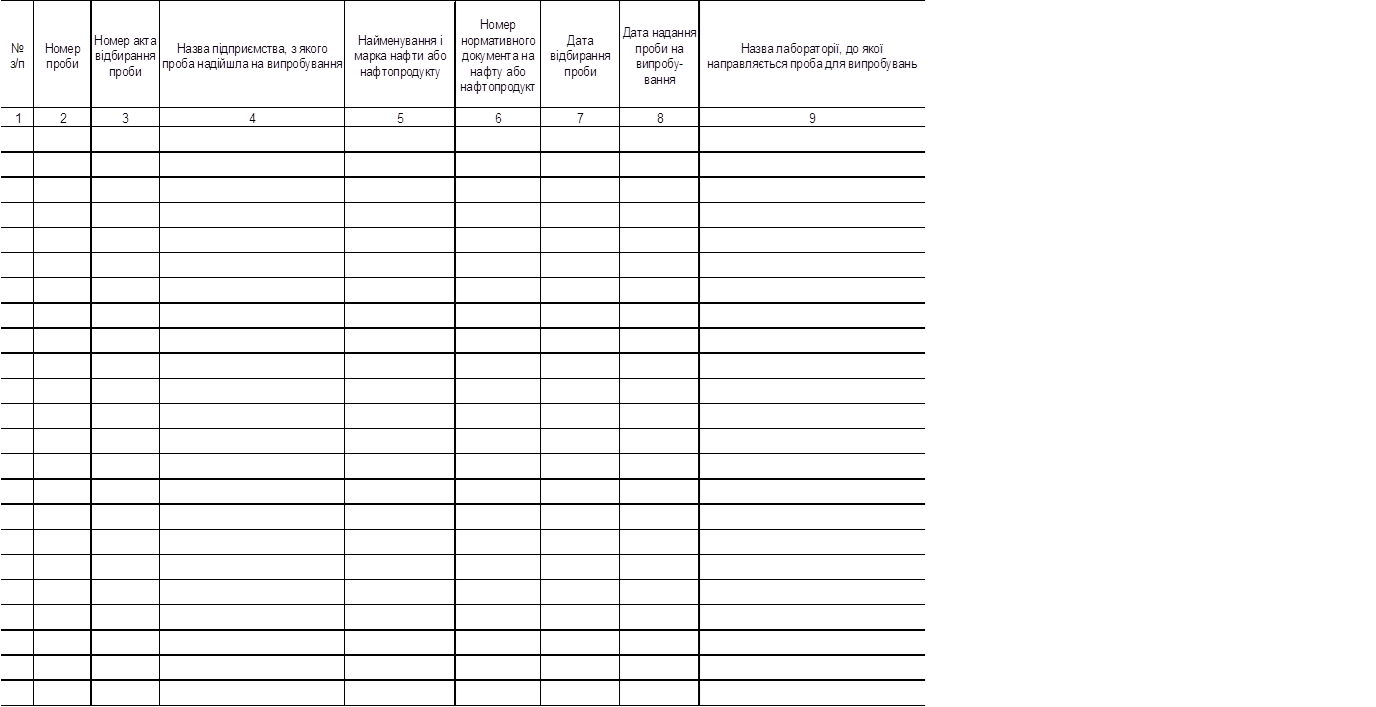 №
з/п
Номер
проби
Номер акта
відбирання
проби
Назва підприємства, з якого
проба надійшла на випробування
Найменування і
марка нафти або
нафтопродукту
Номер
нормативного
документа на
нафту або
нафтопродукт
Дата
відбирання
проби
Дата надання
проби на
випробу-
вання
Назва лабораторії, до якої
направляється проба для випробувань
1 2 3 4 5 6 7 8 9